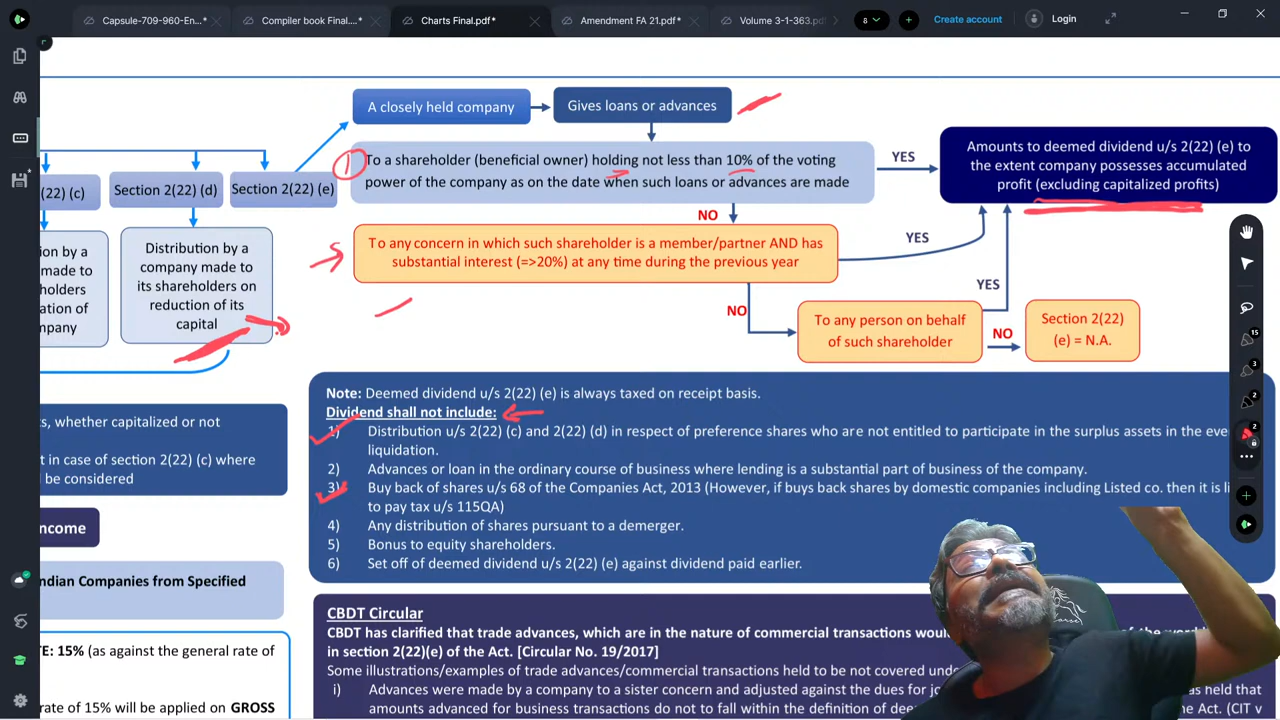 Capsule-709-960-En...*
Compiler book Final....*
Charts Final.pdf*
Amendment FA 21.pdf*
Volume 3-1-363.pd
8
Create account
Login
A closely held company
Gives loans or advances
To a shareholder (beneficial owner) holding not less than 10% of the voting
power of the company as on the date when such loans or advances are made
YES
Amounts to deemed dividend u/s 2(22) (e) to
the extent company possesses accumulated
profit (excluding capitalized profits)
(22) (c)
Section 2(22) (d)
Section 2(22) (e)
1
NO
To any concern in which such shareholder is a member/partner AND has
substantial interest (=>20%) at any time during the previous year
YES
Distribution by a
company made to
its shareholders on
reduction of its
capital
ion by a
made to
holders
ation of
mpany
NO
To any person on behalf
of such shareholder
YES
NO
Section 2(22)
(e) = N.A.
Note: Deemed dividend u/s 2(22) (e) is always taxed on receipt basis.
Dividend shall not include:
1) Distribution u/s 2(22) (c) and 2(22) (d) in respect of preference shares who are not entitled to participate in the surplus assets in the eve
liquidation.
2) Advances or loan in the ordinary course of business where lending is a substantial part of business of the company.
3) Buy back of shares u/s 68 of the Companies Act, 2013 (However, if buys back shares by domestic companies including Listed co. then it is li
to pay tax u/s 115QA)
4) Any distribution of shares pursuant to a demerger.
5) Bonus to equity shareholders.
6) Set off of deemed dividend u/s 2(22) (e) against dividend paid earlier.
s, whether capitalized or not
t in case of section 2(22) (c) where
l be considered
ncome
ndian Companies from Specified
TE: 15% (as against the general rate of
rate of 15% will be applied on GROSS
CBDT Circular
CBDT has clarified that trade advances, which are in the nature of commercial transactions wou
in section 2(22)(e) of the Act. [Circular No. 19/2017]
Some illustrations/examples of trade advances/commercial transactions held to be not covered und
i) Advances were made by a company to a sister concern and adjusted against the dues for jo as held that
amounts advanced for business transactions do not to fall within the definition of dee the Act. (CIT v
15
3
2
2